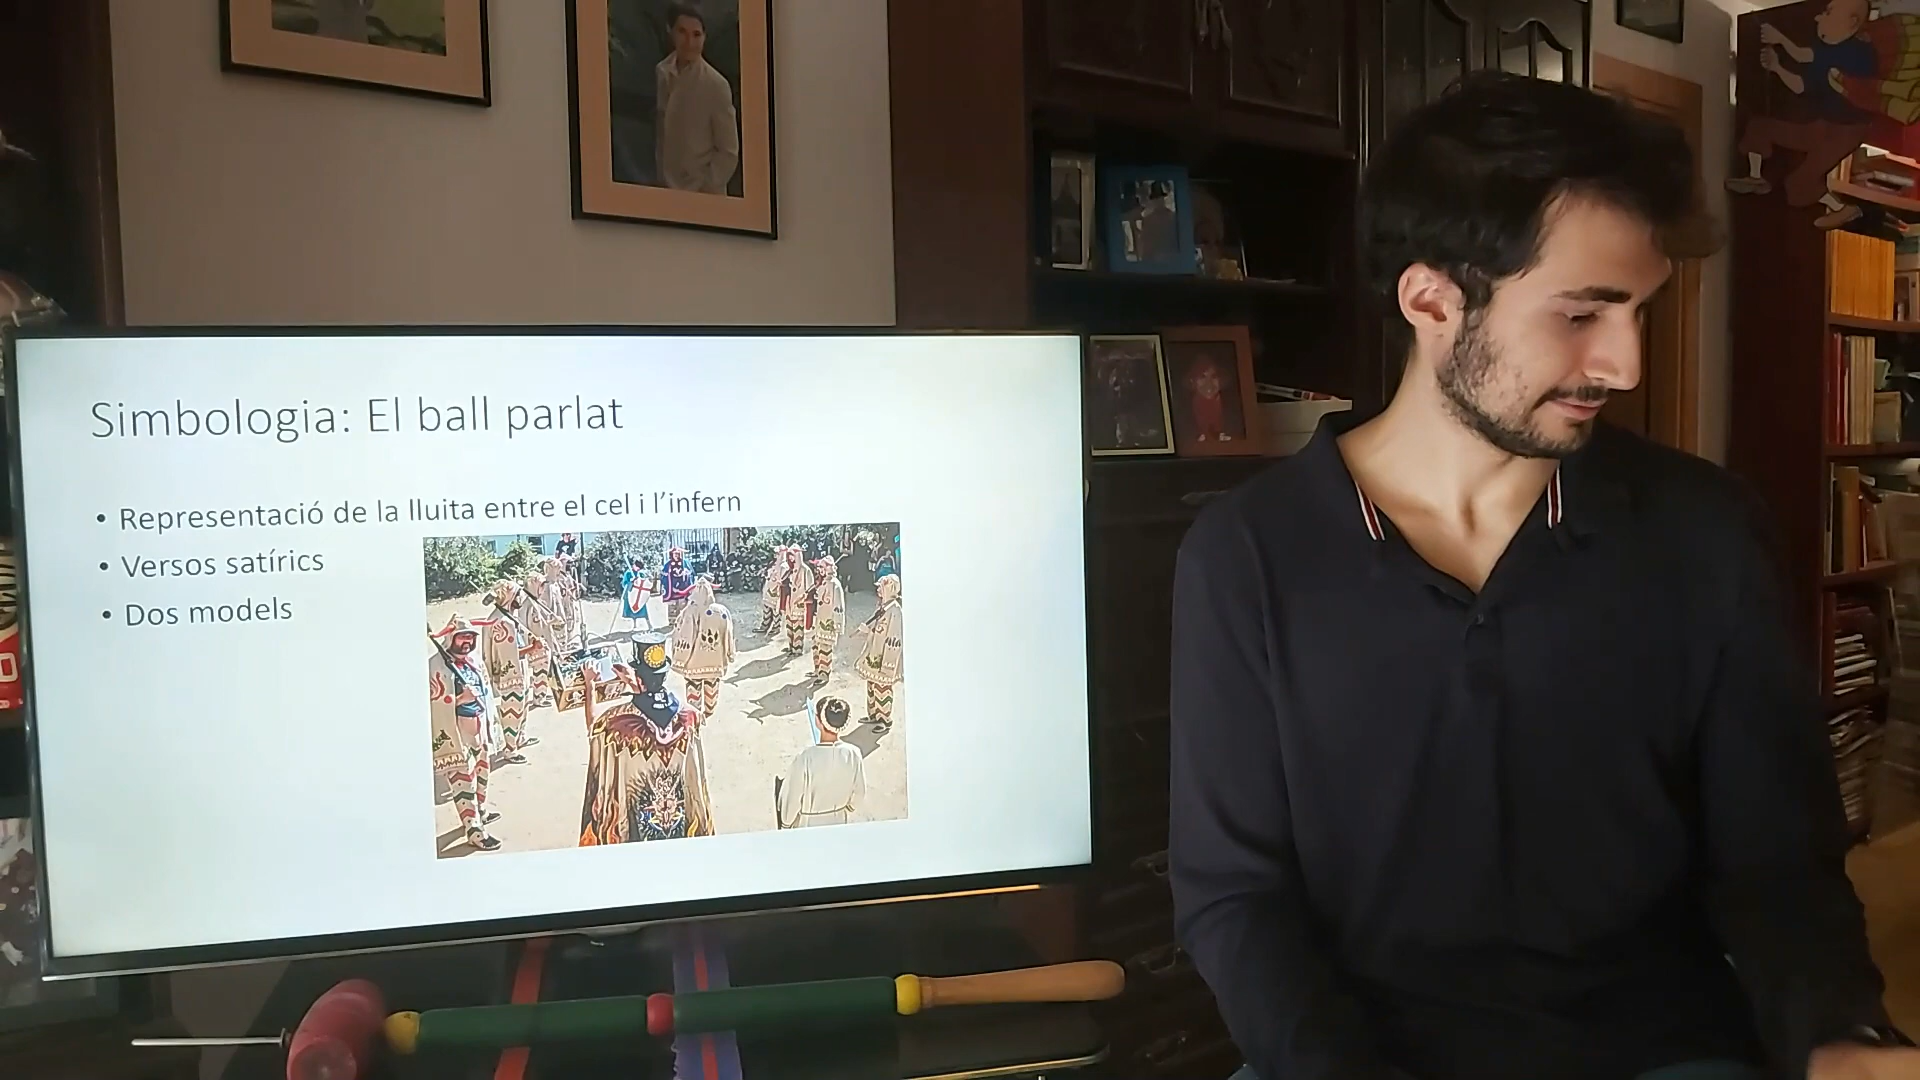 Simbologia: El ball parlat
• Representació de la lluita entre el cel i l’infern
• Versos satírics
• Dos models